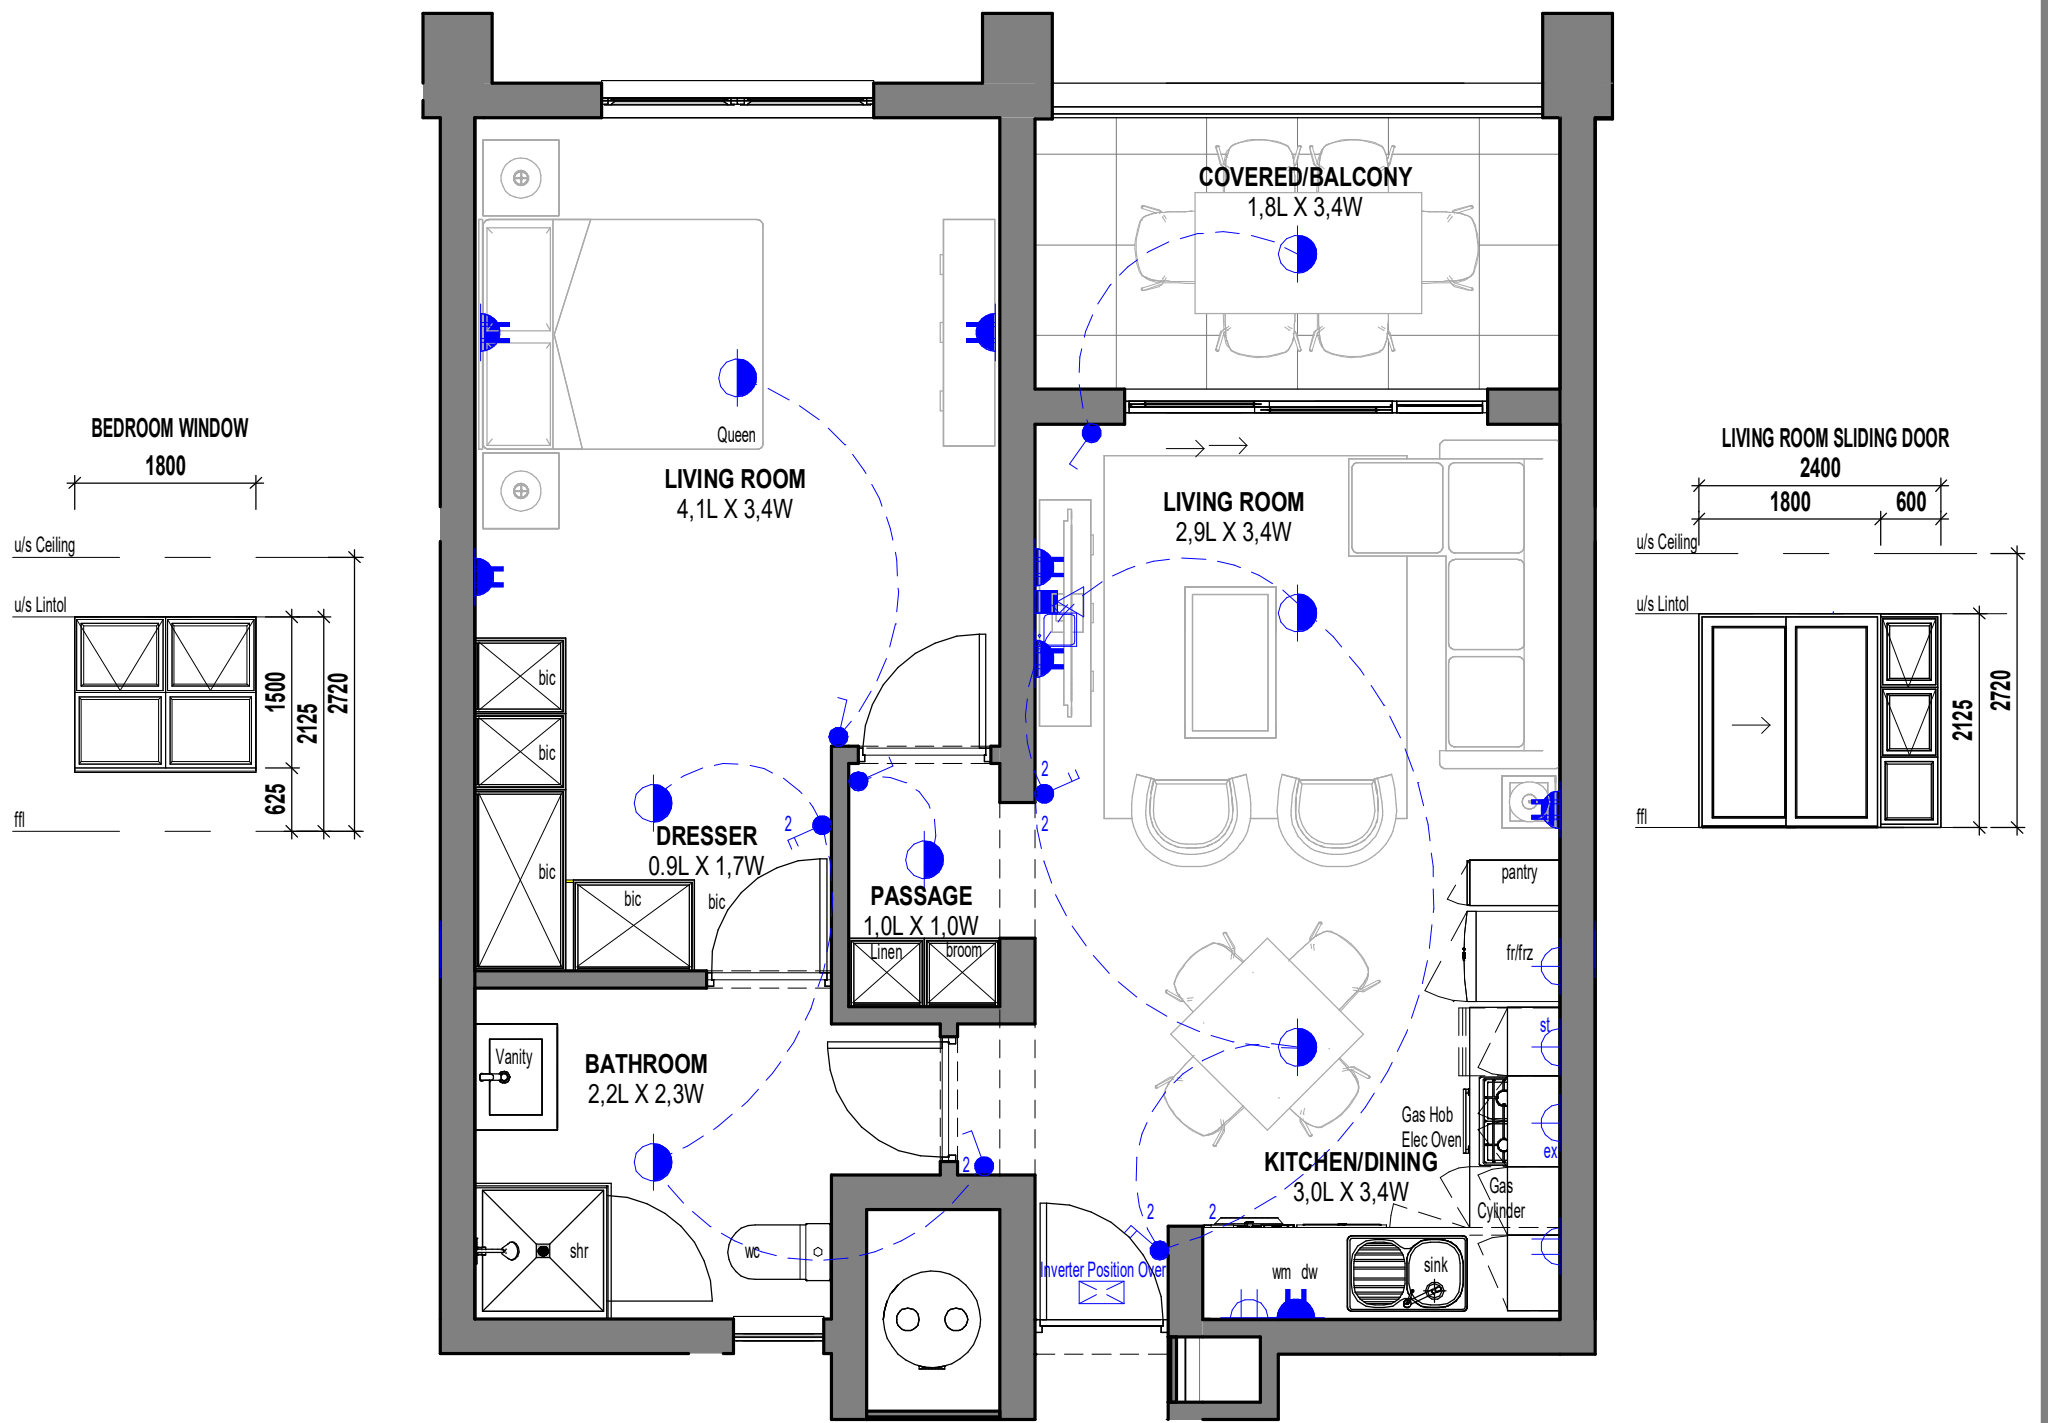 COVERED/BALCONY
1,8L X 3,4W
BEDROOM WINDOW
1800
u/s Ceiling
u/s Lintol
ffl
1500
2125
2720
625
Queen
LIVING ROOM
4,1L X 3,4W
LIVING ROOM
2,9L X 3,4W
LIVING ROOM SLIDING DOOR
2400
1800
600
u/s Ceiling
u/s Lintol
ffl
2125
2720
bic
bic
bic
bic
bic
2
DRESSER
0.9L X 1,7W
2
2
PASSAGE
1,0L X 1,0W
Linen
broom
pantry
fr/frz
st
ex
Vanity
BATHROOM
2,2L X 2,3W
Gas Hob
Elec Oven
KITCHEN/DINING
3,0L X 3,4W
Gas
Cylinder
2
2
2
shr
wc
Inverter Position Over
wm
dw
sink